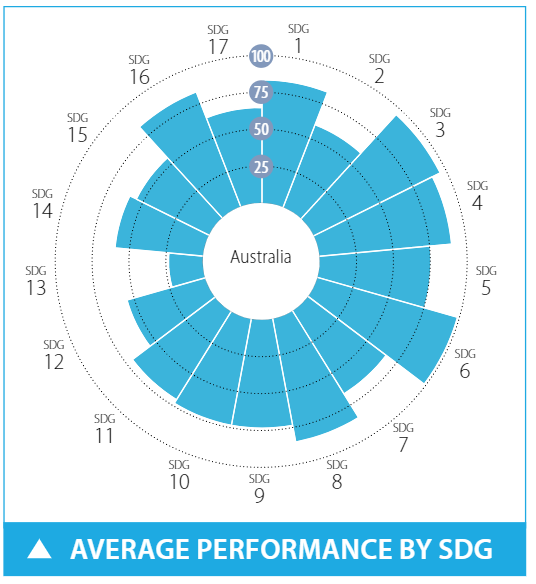 SDG
1
SDG
2
SDG
3
SDG
4
SDG
5
SDG
6
SDG
7
SDG
8
SDG
9
SDG
10
SDG
11
SDG
12
SDG
13
SDG
14
SDG
15
SDG
16
SDG
17
100
75
50
25
Australia
AVERAGE PERFORMANCE BY SDG